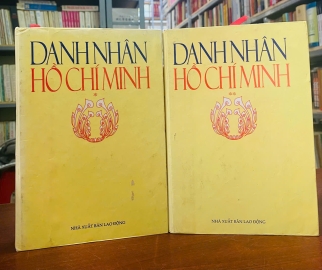 DANH NHÂN
HỒ CHÍ MINH
*
NHÀ XUẤT BẢN LAO ĐỘNG
DANH NHÂN
HỒ CHÍ MINH
**
NHÀ XUẤT BẢN LAO ĐỘNG